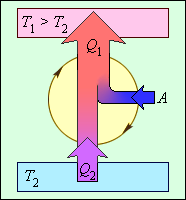 T₁ > T₂
Q₁
A
T₂
Q₂